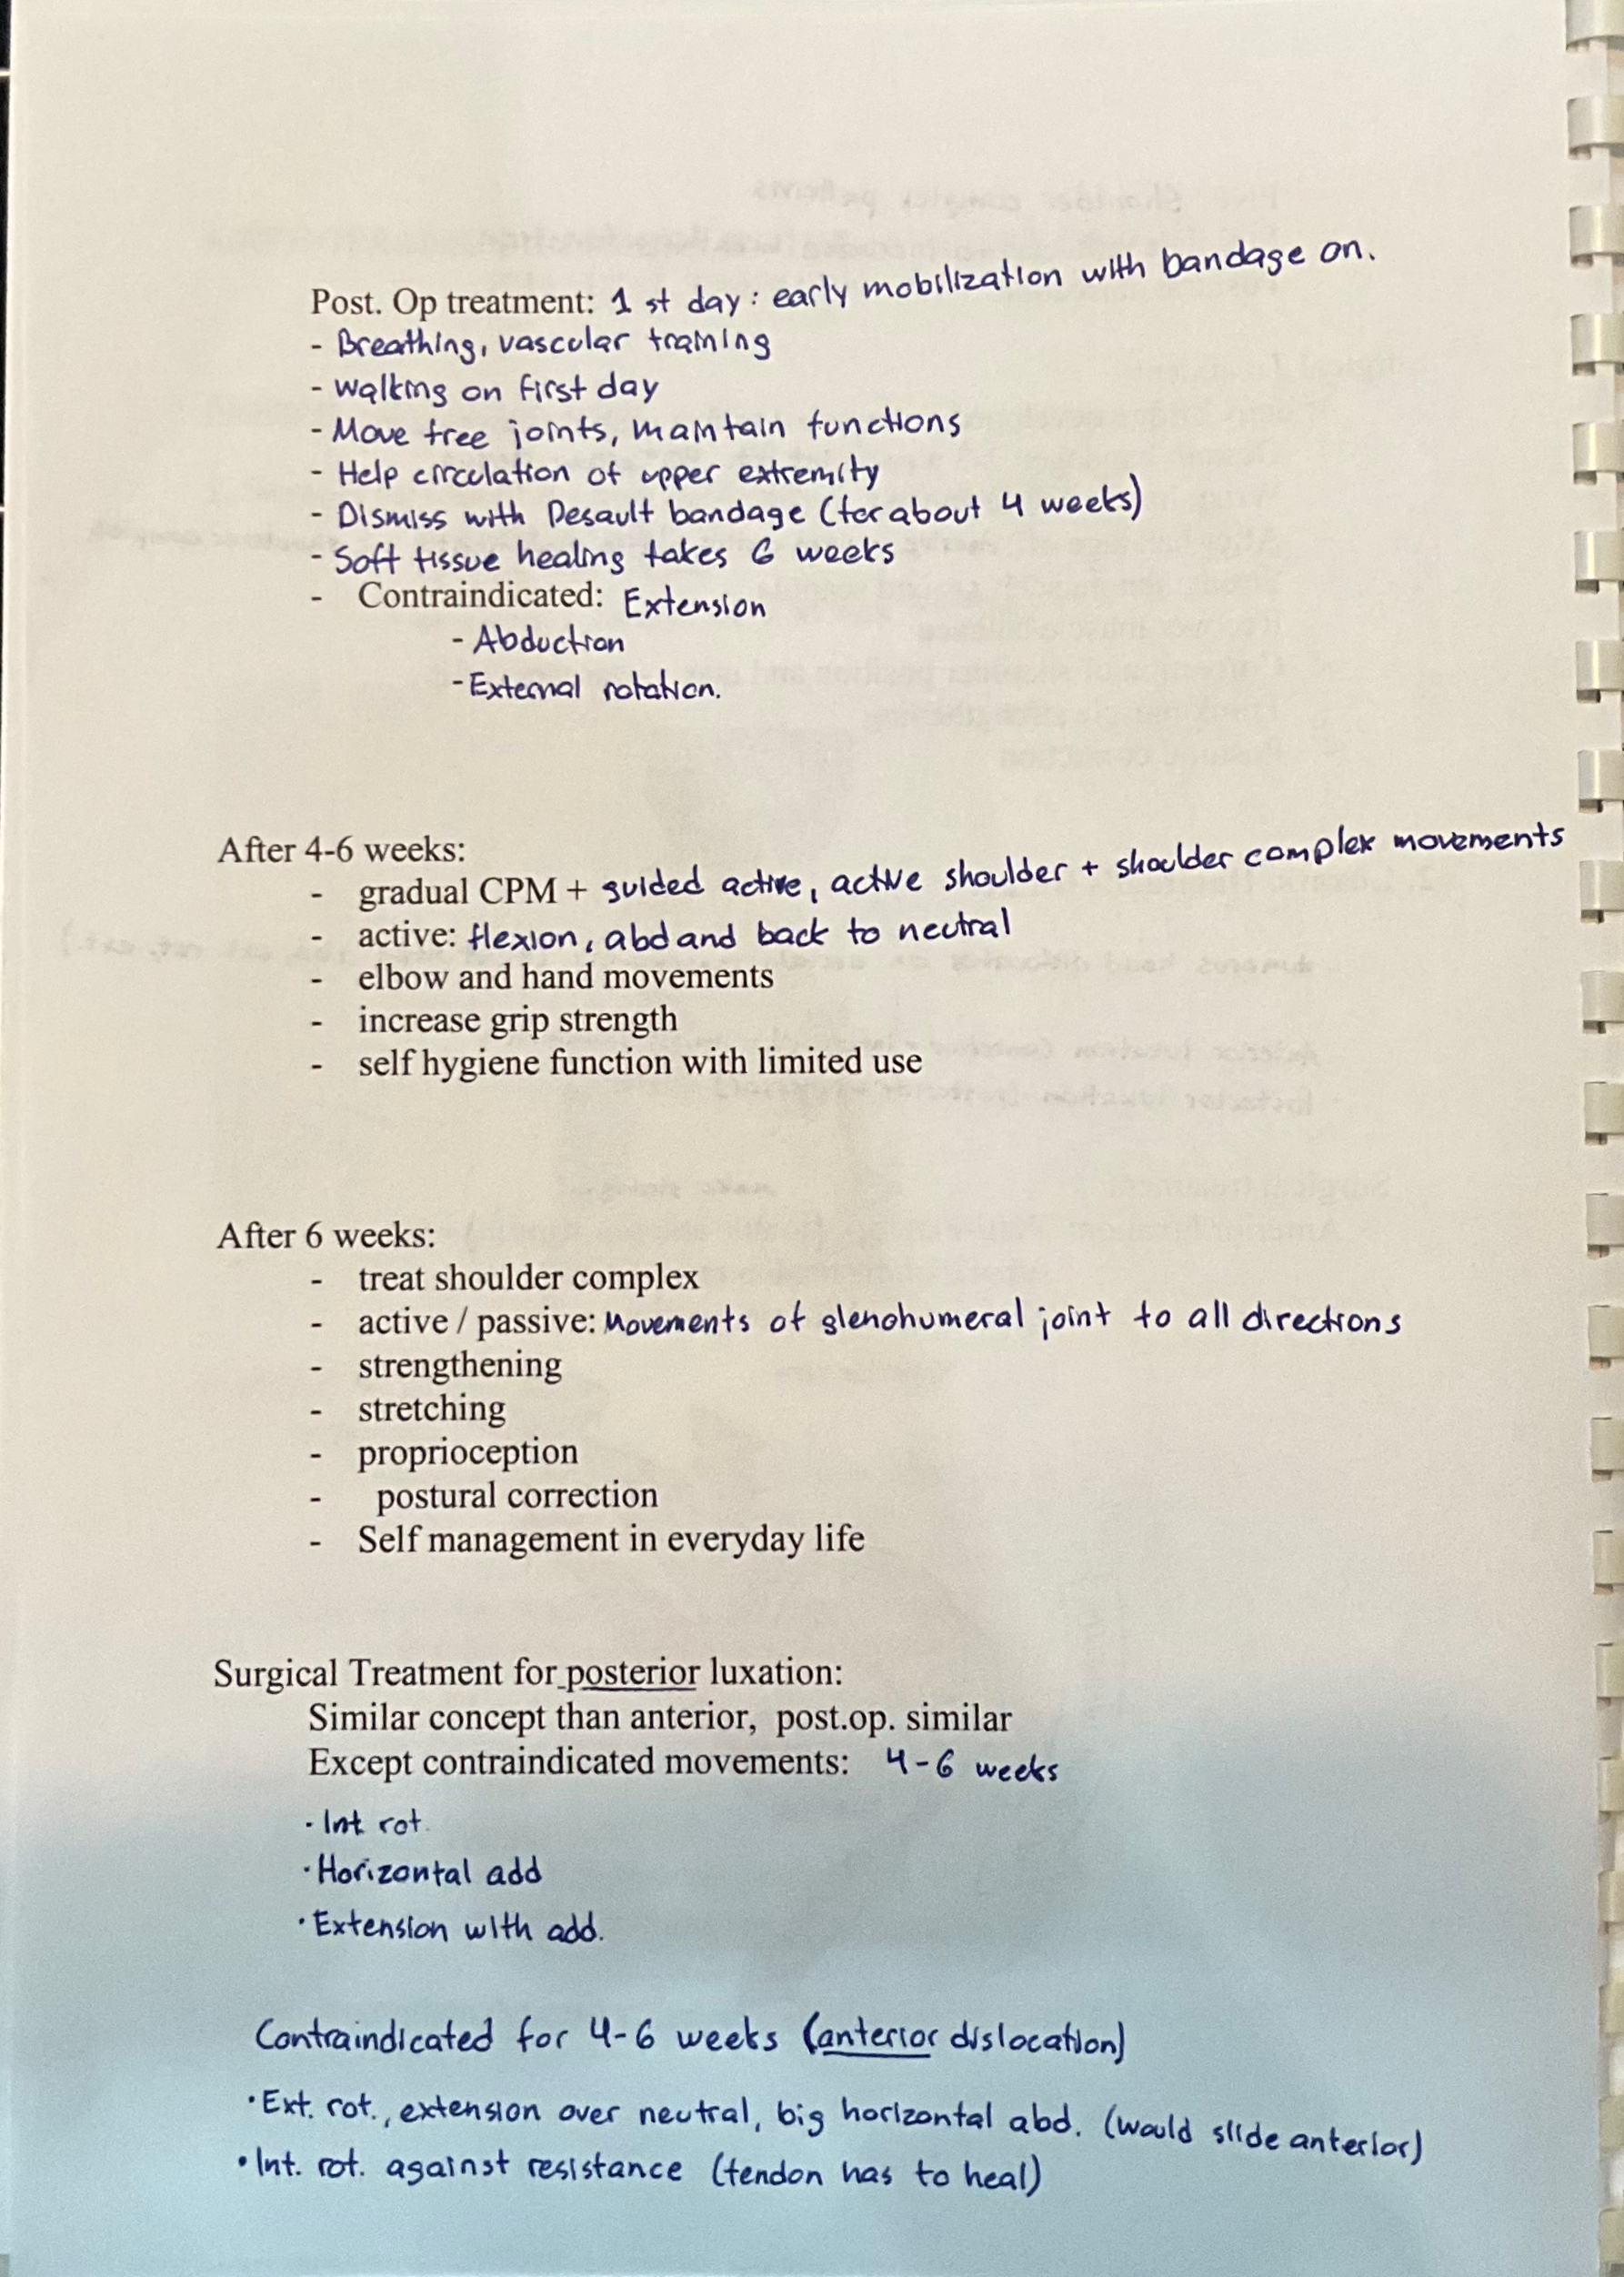 Post. Op treatment: 1 st day: early mobilization with bandage on.
- Breathing, vascular training
- Walking on first day
- Move free joints, maintain functions
- Help circulation of upper extremity
- Dismiss with Desault bandage (for about 4 weeks)
- Soft tissue healing takes 6 weeks
- Contraindicated: Extension
- Abduction
- External rotation.
After 4-6 weeks:
- gradual CPM + guided active, active shoulder + shoulder complex movements
- active: flexion, abd and back to neutral
- elbow and hand movements
- increase grip strength
- self hygiene function with limited use
After 6 weeks:
- treat shoulder complex
- active / passive: Movements of glenohumeral joint to all directions
- strengthening
- stretching
- proprioception
- postural correction
- Self management in everyday life
Surgical Treatment for posterior luxation:
Similar concept than anterior, post.op. similar
Except contraindicated movements: 4-6 weeks
· Int rot.
· Horizontal add
· Extension with add.
Contraindicated for 4-6 weeks (anterior dislocation)
• Ext. rot., extension over neutral, big horizontal abd. (would slide anterior)
• Int. rot. against resistance (tendon has to heal)